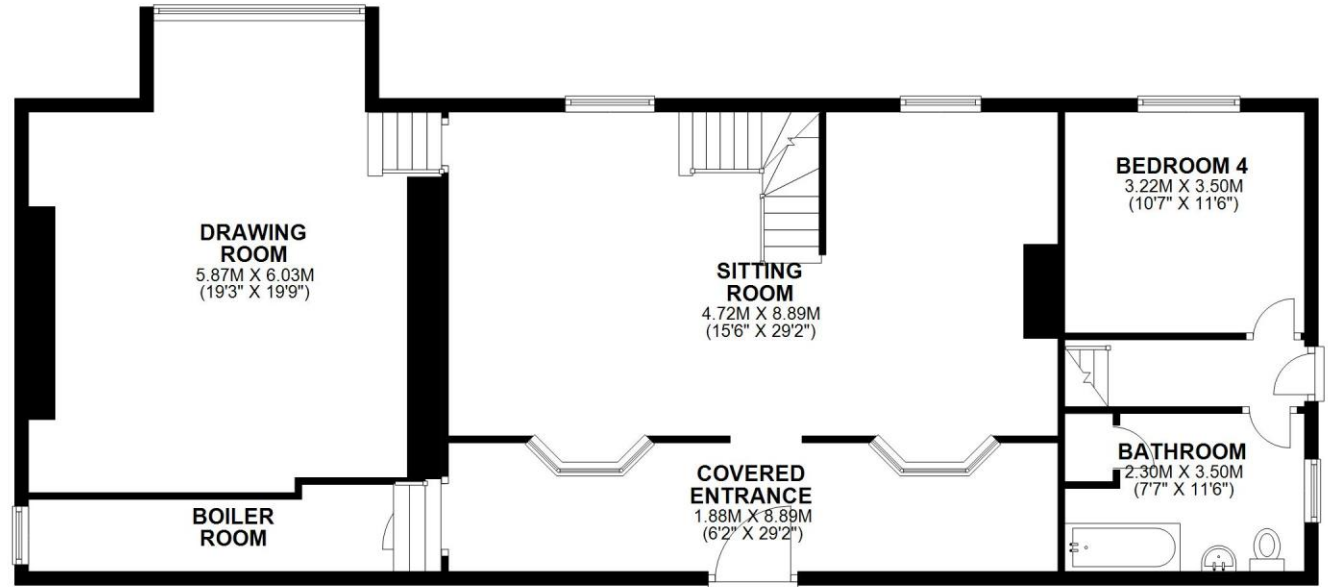 DRAWING
ROOM
5.87M X 6.03M
(19'3" X 19'9")
SITTING
ROOM
4.72M X 8.89M
(15'6" X 29'2")
BEDROOM 4
3.22M X 3.50M
(10'7" X 11'6")
BATHROOM
2.30M X 3.50M
(7'7" X 11'6")
COVERED
ENTRANCE
1.88M X 8.89M
(6'2" X 29'2")
BOILER
ROOM